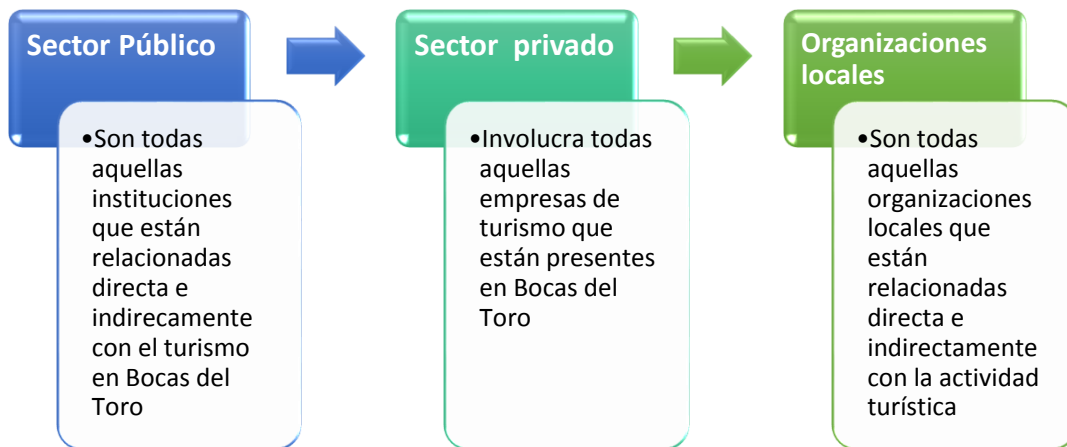 Sector Público
•Son todas
aquellas
instituciones
que están
relacionadas
directa e
indirecamente
con el turismo
en Bocas del
Toro
Sector privado
•Involucra todas
aquellas
empresas de
turismo que
están presentes
en Bocas del
Toro
Organizaciones
locales
•Son todas
aquellas
organizaciones
locales que
están
relacionadas
directa e
indirectamente
con la actividad
turística